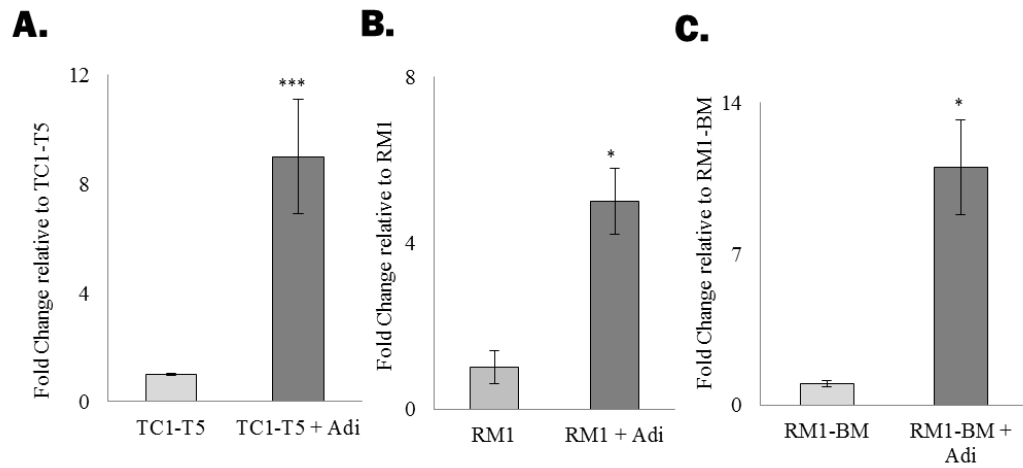 A.
Fold Change relative to TC1-T5
12
8
4
0
***
TC1-T5
TC1-T5 + Adi
B.
Fold Change relative to RM1
8
4
0
*
RM1
RM1 + Adi
C.
Fold Change relative to RM1-BM
14
7
0
*
RM1-BM
RM1-BM +
Adi